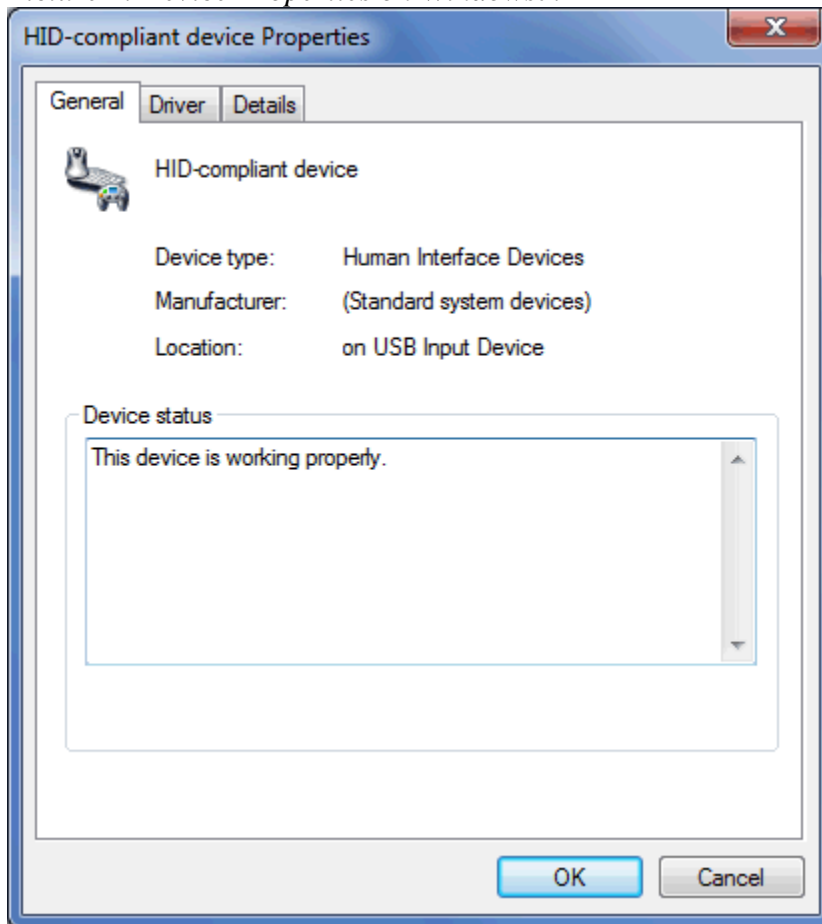 HID-compliant device Properties
General Driver Details
HID-compliant device
Device type: Human Interface Devices
Manufacturer: (Standard system devices)
Location: on USB Input Device
Device status
This device is working properly.
OK Cancel